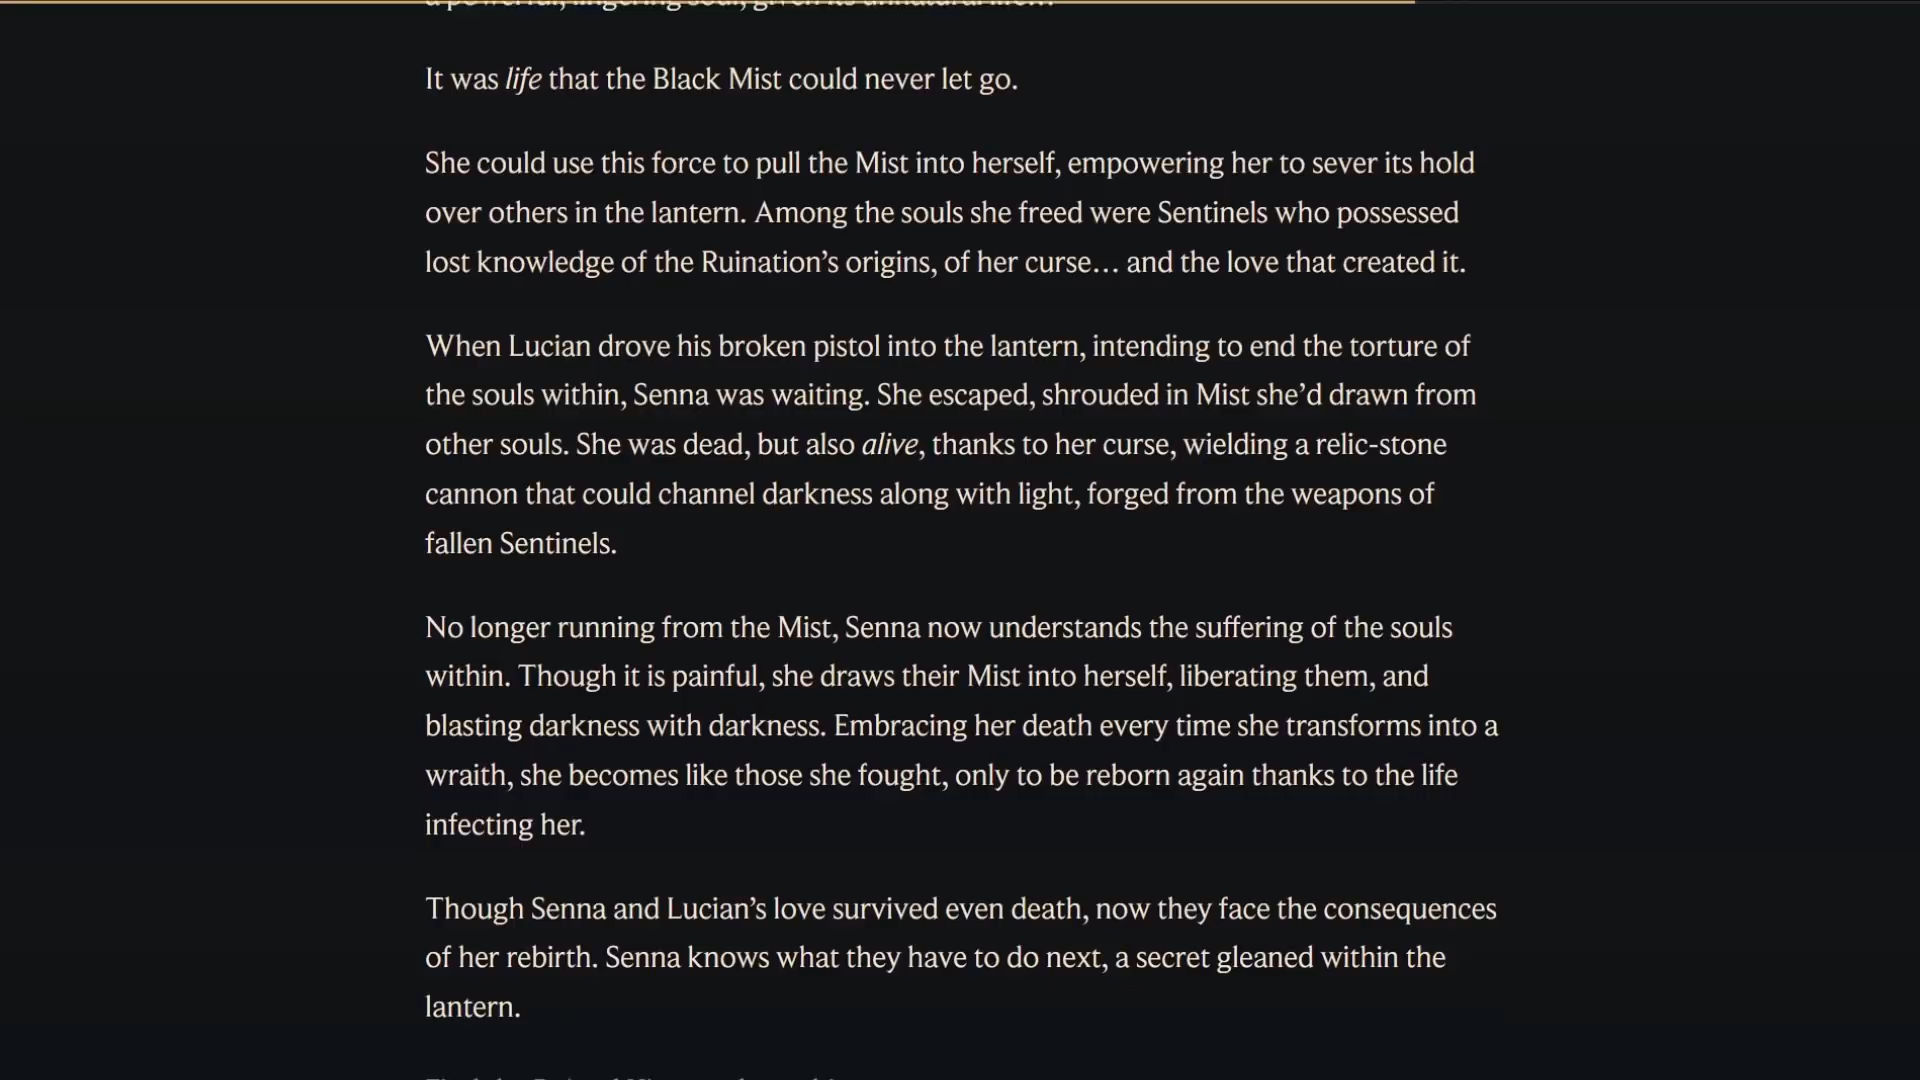 It was life that the Black Mist could never let go.
She could use this force to pull the Mist into herself, empowering her to sever its hold
over others in the lantern. Among the souls she freed were Sentinels who possessed
lost knowledge of the Ruination’s origins, of her curse… and the love that created it.
When Lucian drove his broken pistol into the lantern, intending to end the torture of
the souls within, Senna was waiting. She escaped, shrouded in Mist she’d drawn from
other souls. She was dead, but also alive, thanks to her curse, wielding a relic-stone
cannon that could channel darkness along with light, forged from the weapons of
fallen Sentinels.
No longer running from the Mist, Senna now understands the suffering of the souls
within. Though it is painful, she draws their Mist into herself, liberating them, and
blasting darkness with darkness. Embracing her death every time she transforms into a
wraith, she becomes like those she fought, only to be reborn again thanks to the life
infecting her.
Though Senna and Lucian’s love survived even death, now they face the consequences
of her rebirth. Senna knows what they have to do next, a secret gleaned within the
lantern.